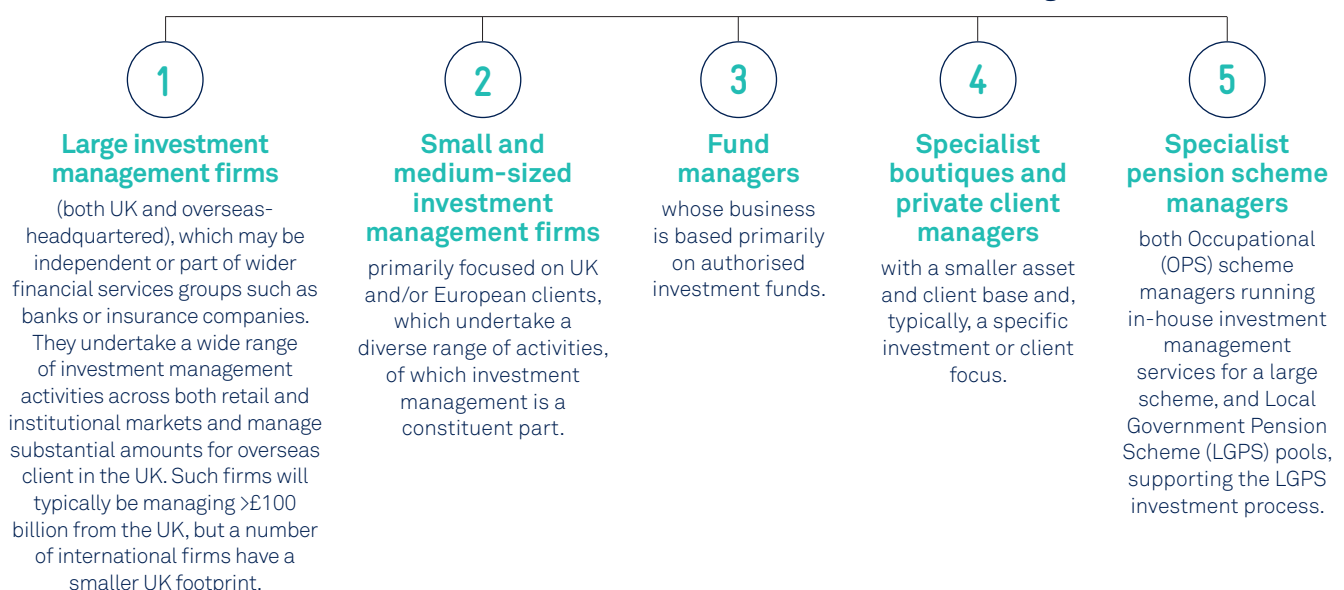 1
Large investment
management firms
(both UK and overseas-
headquartered), which may be
independent or part of wider
financial services groups such as
banks or insurance companies.
They undertake a wide range
of investment management
activities across both retail and
institutional markets and manage
substantial amounts for overseas
client in the UK. Such firms will
typically be managing >£100
billion from the UK, but a number
of international firms have a
smaller UK footprint.
2
Small and
medium-sized
investment
management firms
primarily focused on UK
and/or European clients,
which undertake a
diverse range of activities,
of which investment
management is a
constituent part.
3
Fund
managers
whose business
is based primarily
on authorised
investment funds.
4
Specialist
boutiques and
private client
managers
with a smaller asset
and client base and,
typically, a specific
investment or client
focus.
5
Specialist
pension scheme
managers
both Occupational
(OPS) scheme
managers running
in-house investment
management
services for a large
scheme, and Local
Government Pension
Scheme (LGPS) pools,
supporting the LGPS
investment process.